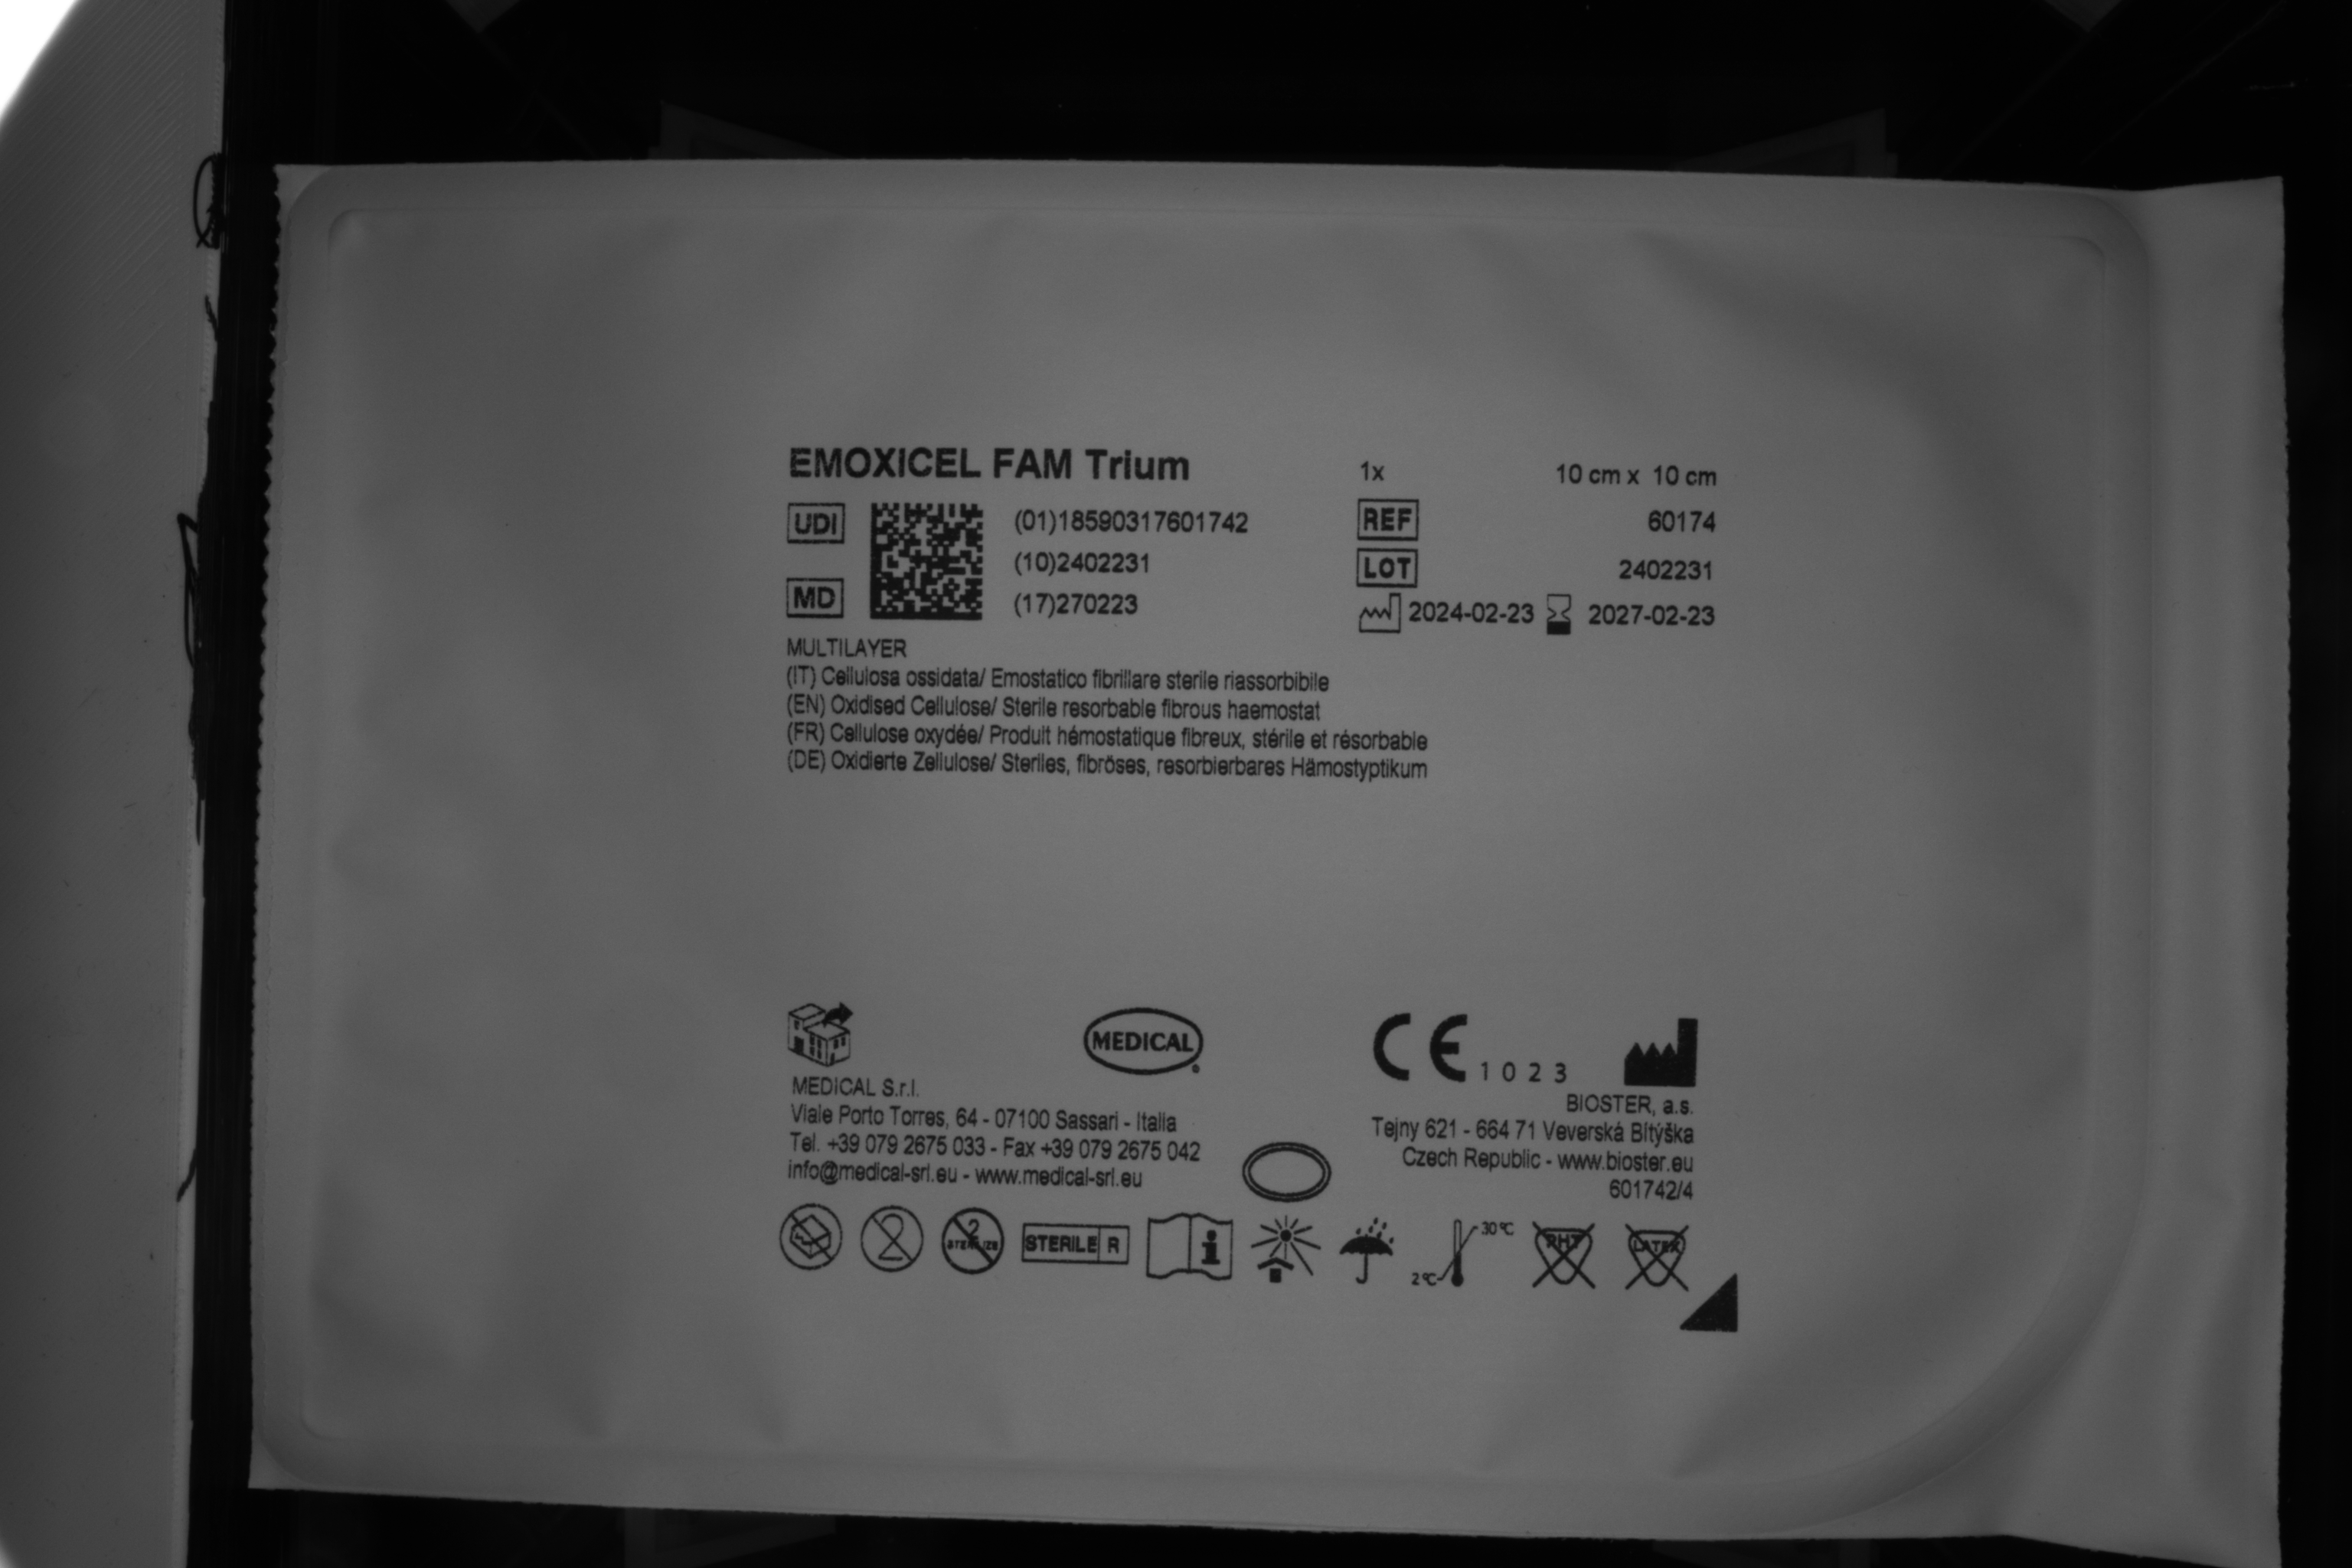 EMOXICEL FAM Trium
1x 10 cm x 10 cm
UDI
(01)18590317601742
REF 60174
(10)2402231
LOT 2402231
MD
(17)270223
2024-02-23 2027-02-23
MULTILAYER
(IT) Cellulosa ossidata/ Emostatico fibrillare sterile riassorbibile
(EN) Oxidised Cellulose/ Sterile resorbable fibrous haemostat
(FR) Cellulose oxydée/ Produit hémostatique fibreux, stérile et résorbable
(DE) Oxidierte Zellulose/ Steriles, fibröses, resorbierbares Hämostyptikum
MEDICAL
CE 1023
MEDICAL S.r.l.
Viale Porto Torres, 64 - 07100 Sassari - Italia
Tel. +39 079 2675 033 - Fax +39 079 2675 042
info@medical-srl.eu - www.medical-srl.eu
BIOSTER, a.s.
Tejny 621 - 664 71 Veverská Bítýška
Czech Republic - www.bioster.eu
601742/4
2
2 STERILIZE
STERILE R
i
30°C
2°C
PHT
LATEX